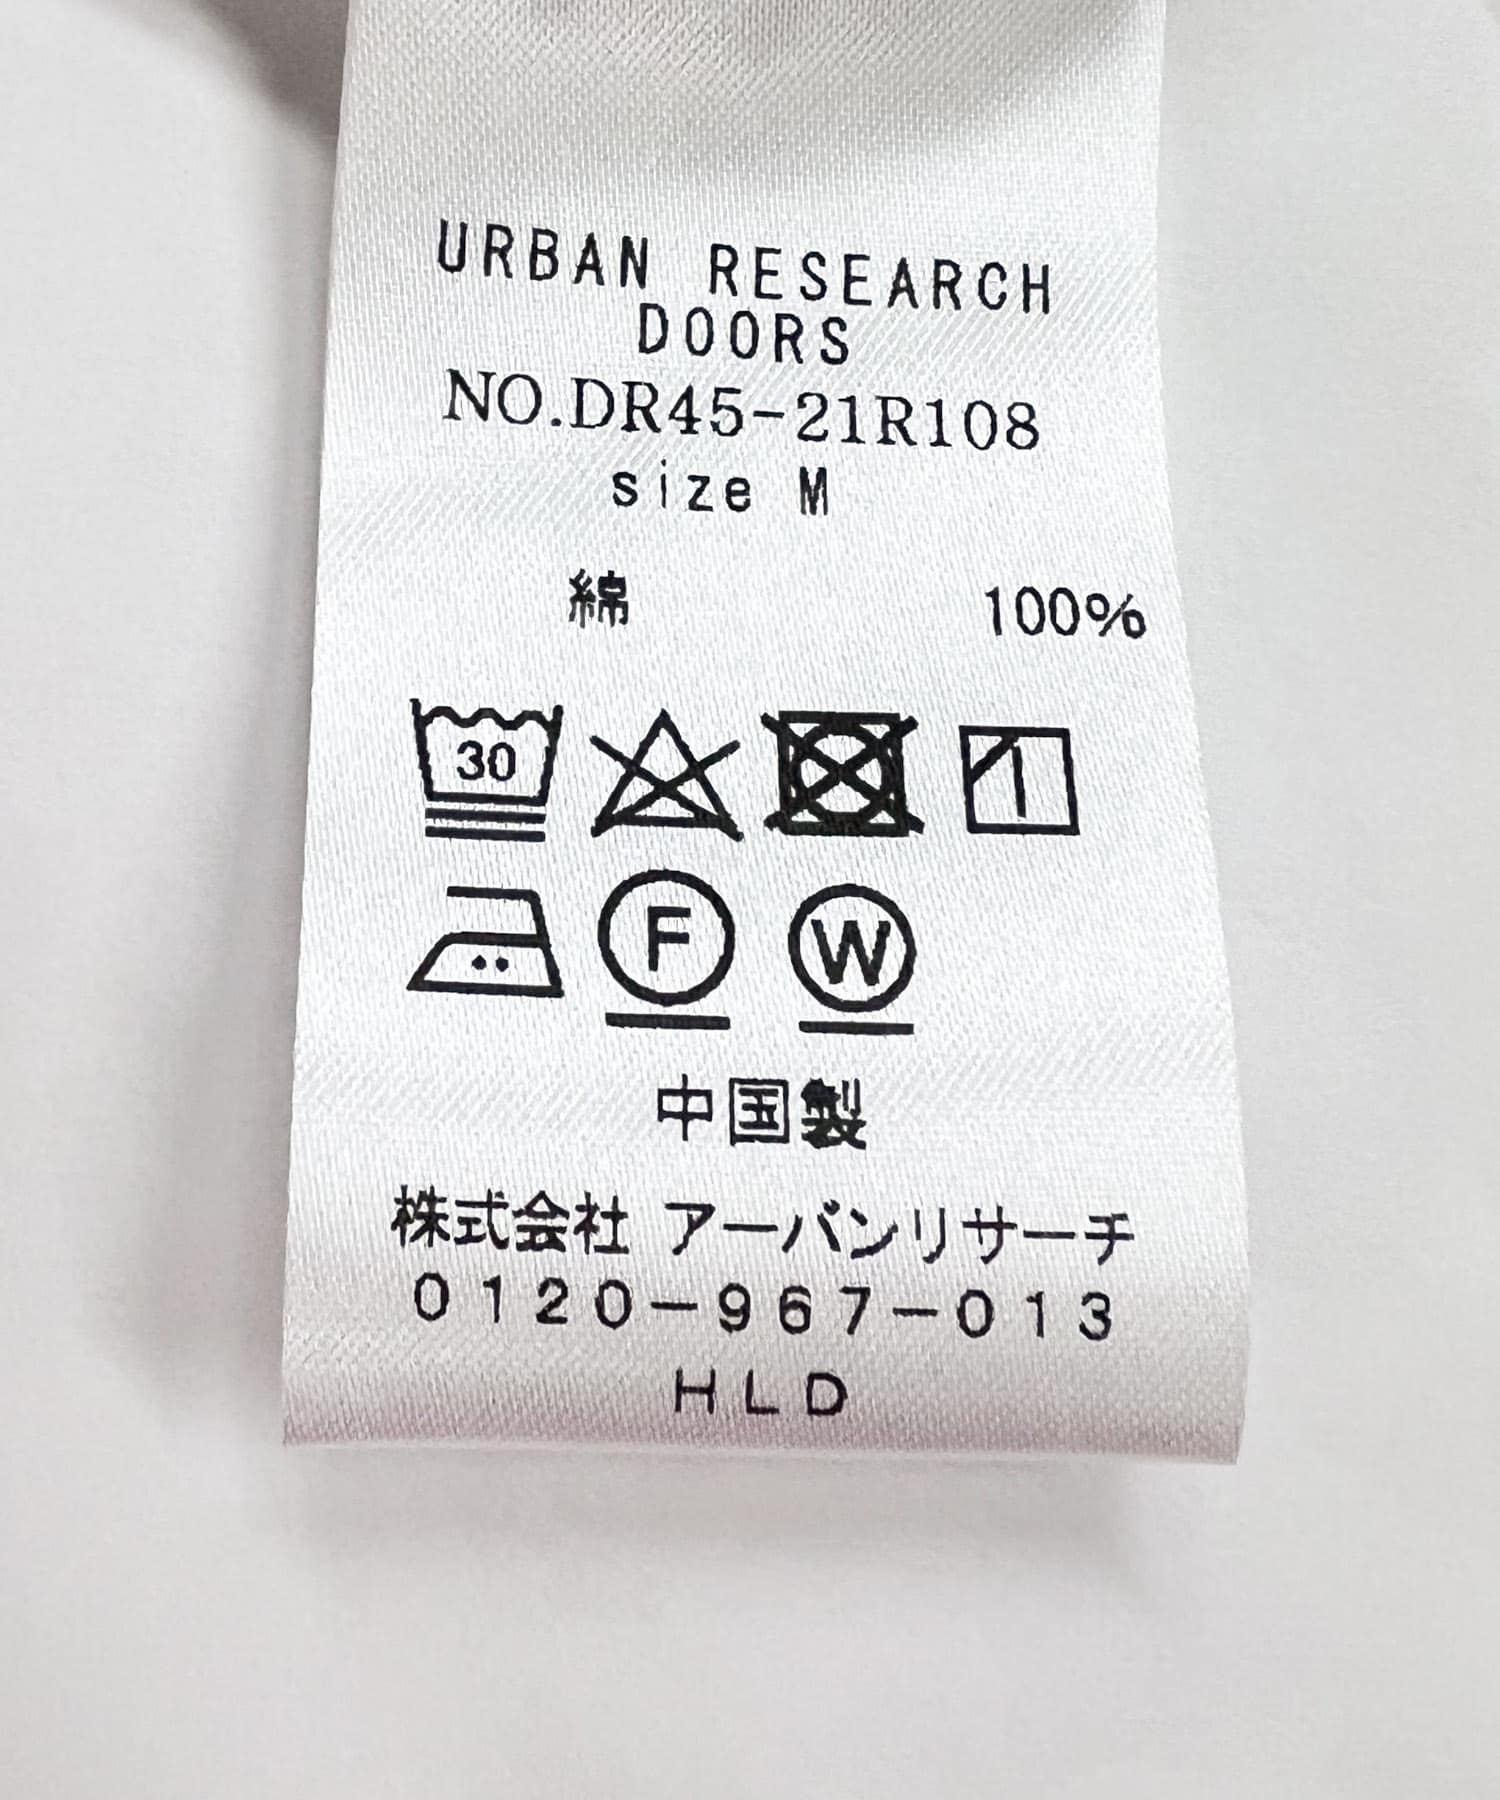 URBAN RESEARCH
DOORS
NO.DR45-21R108
size M
綿 100%
30
F W
中国製
株式会社 アーバンリサーチ
0120-967-013
HLD